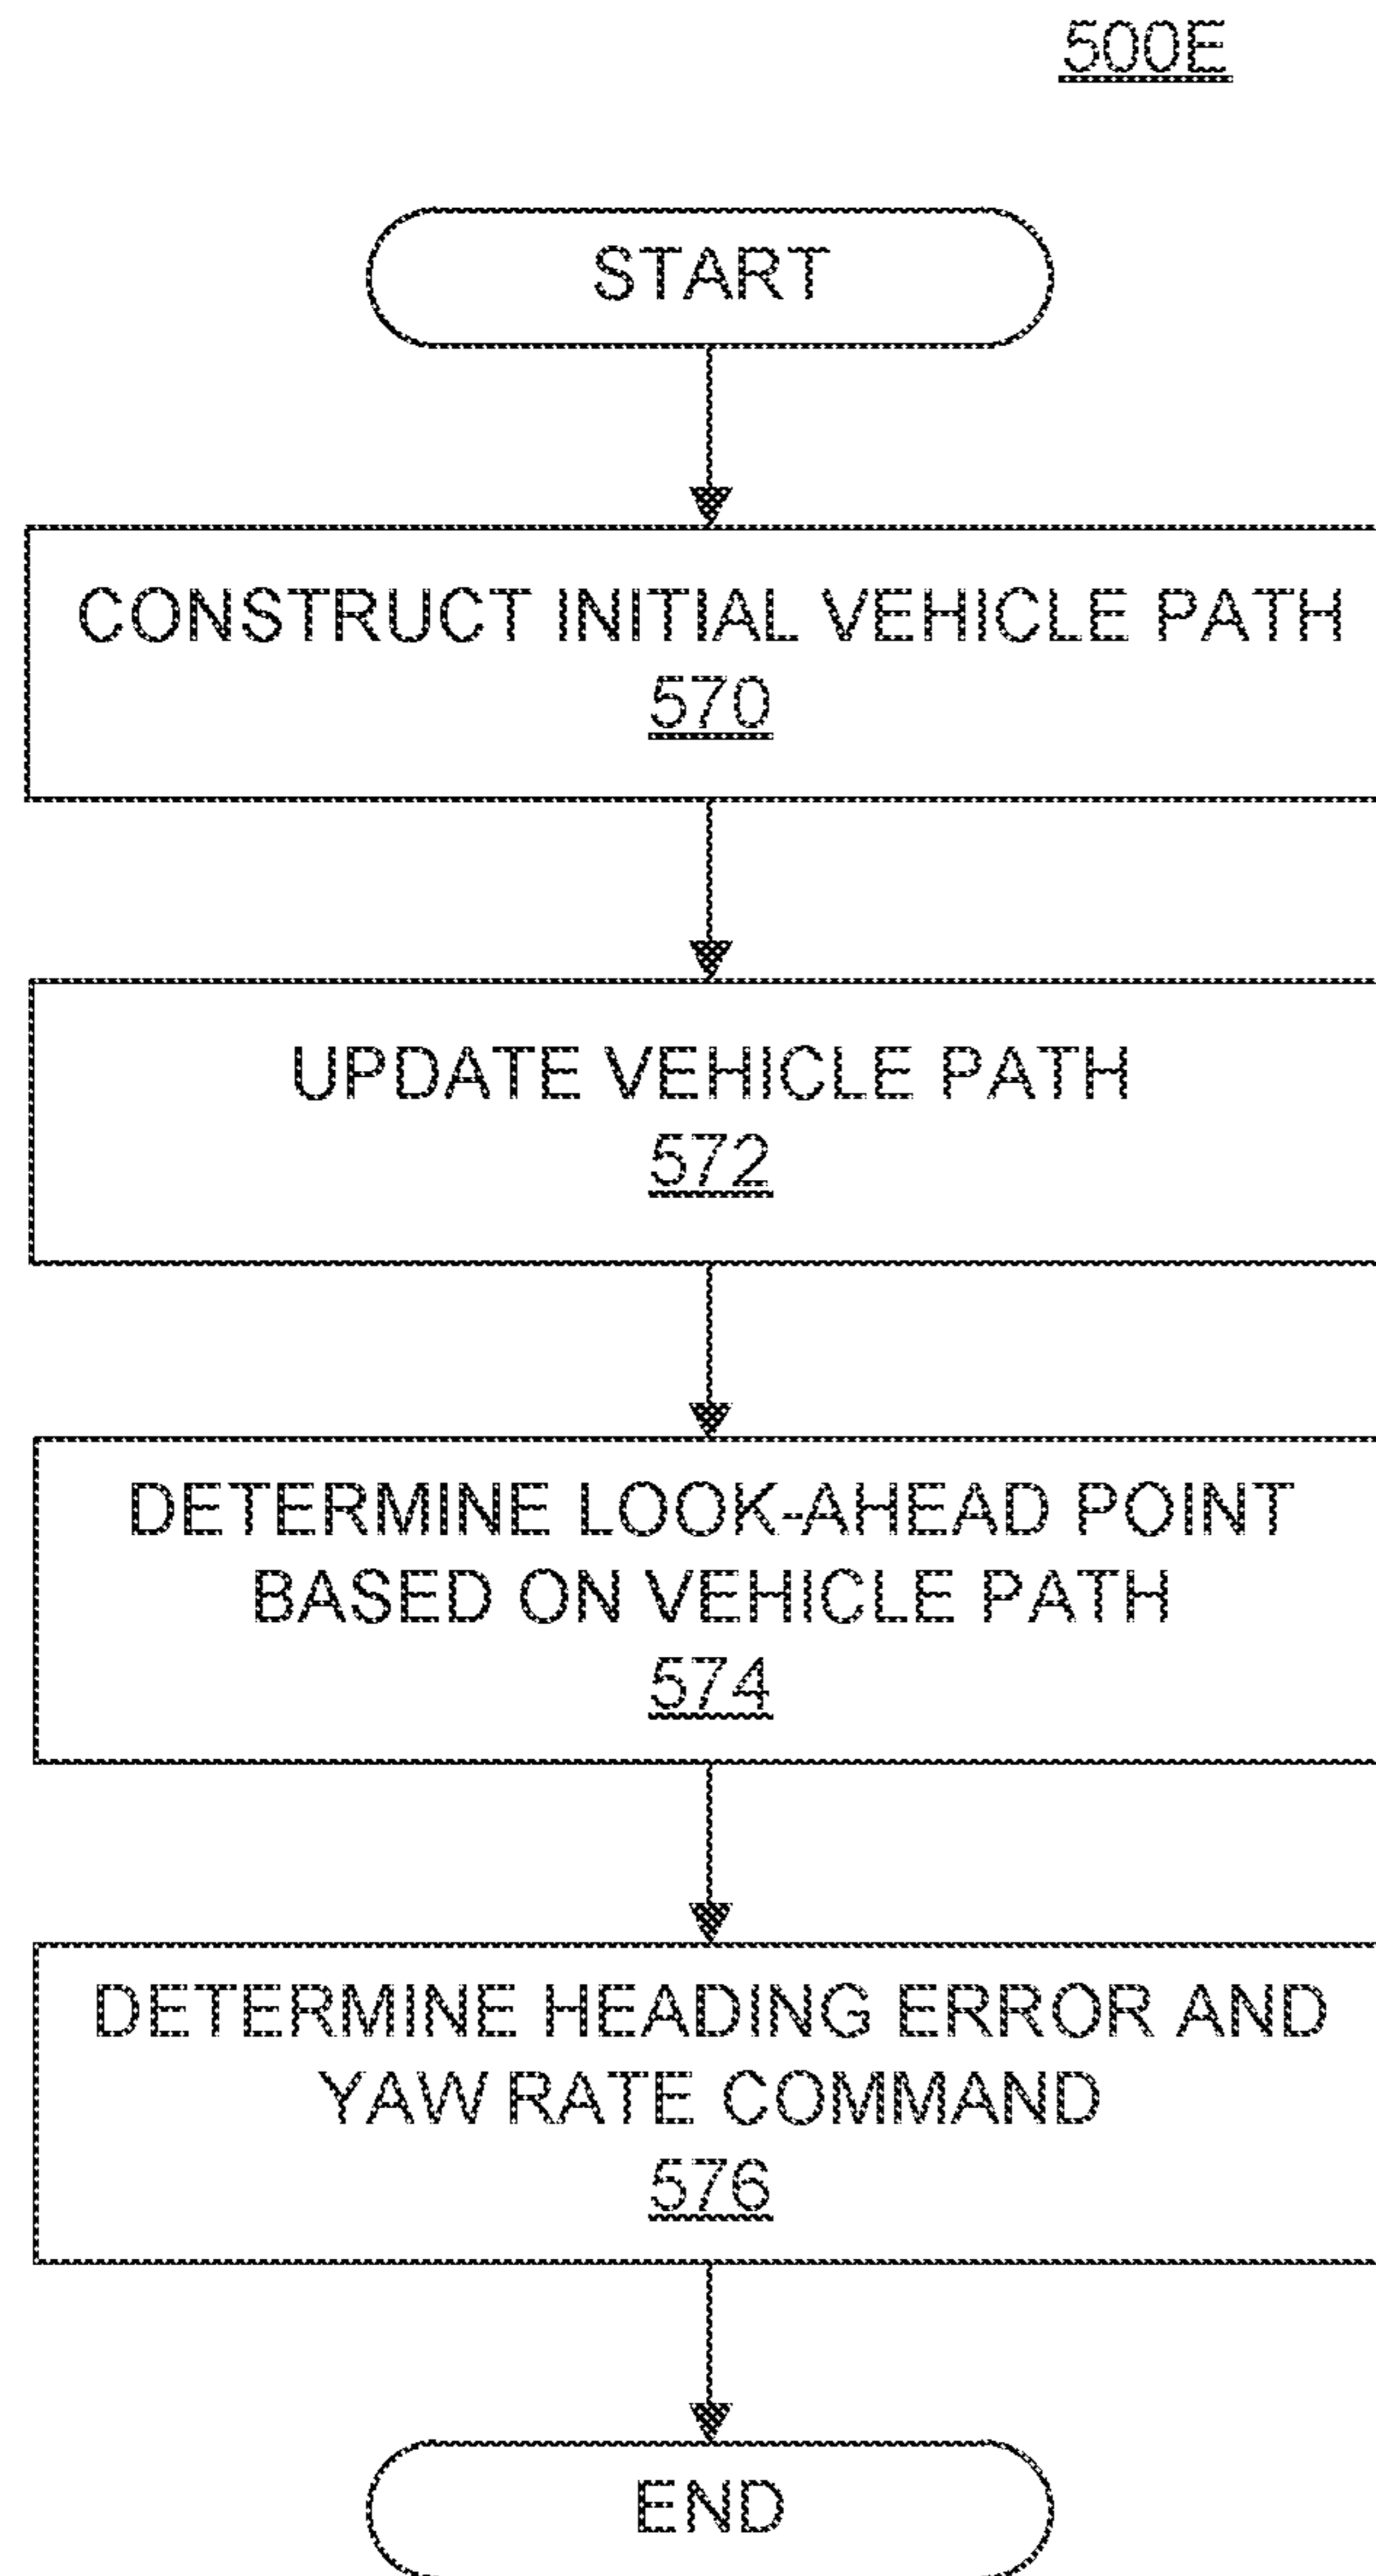 500E
START
CONSTRUCT INITIAL VEHICLE PATH
570
UPDATE VEHICLE PATH
572
DETERMINE LOOK-AHEAD POINT
BASED ON VEHICLE PATH
574
DETERMINE HEADING ERROR AND
YAW RATE COMMAND
576
END